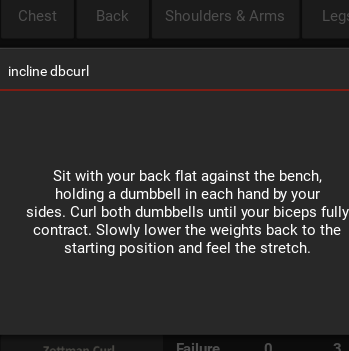 Chest Back Shoulders & Arms Legs
incline dbcurl
Sit with your back flat against the bench,
holding a dumbbell in each hand by your
sides. Curl both dumbbells until your biceps fully
contract. Slowly lower the weights back to the
starting position and feel the stretch.
Zottman Curl Failure 0 3